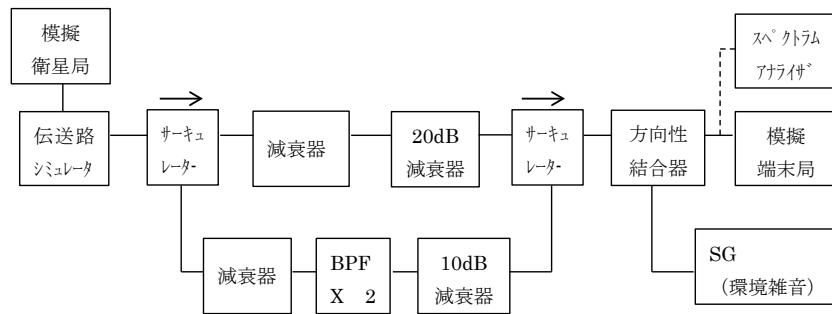 模擬
衛星局
スペクトラム
アナライザ
伝送路
シミュレータ
サーキュ
レーター
減衰器
20dB
減衰器
サーキュ
レーター
方向性
結合器
模擬
端末局
減衰器
BPF
X 2
10dB
減衰器
SG
（環境雑音）